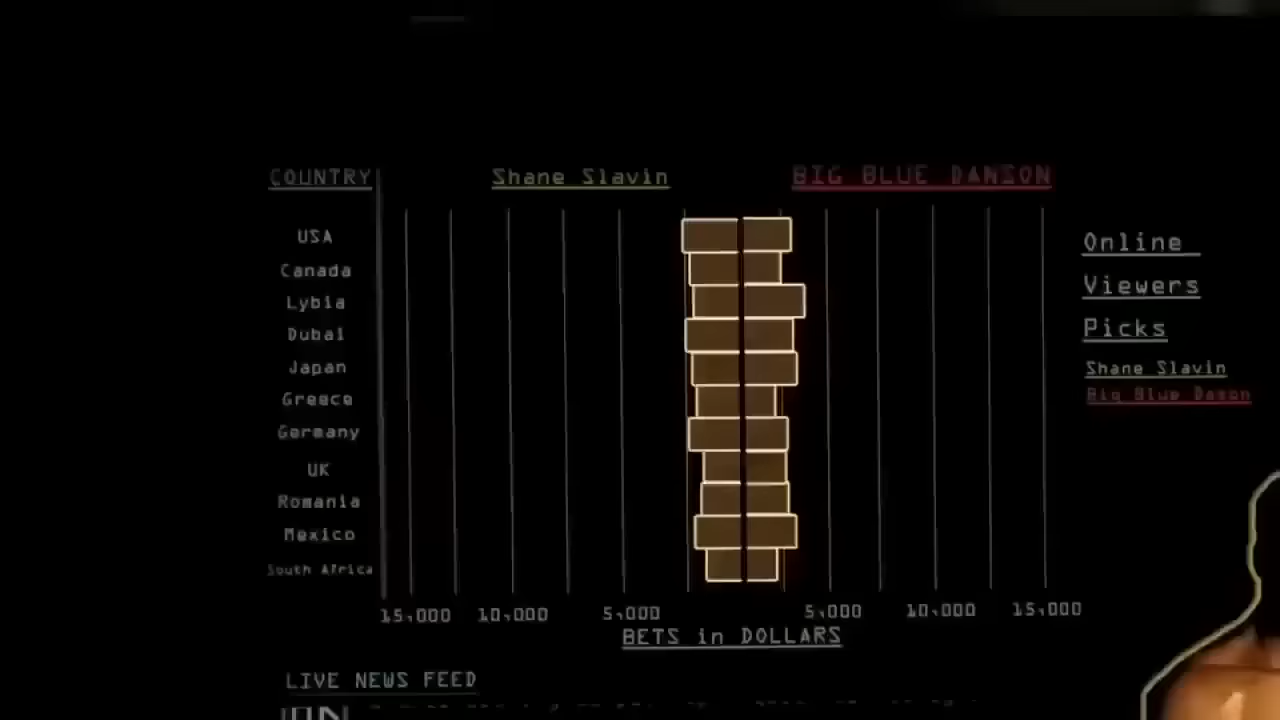 COUNTRY Shane Slavin BIG BLUE DAMSON
USA
Canada
Lybia
Dubai
Japan
Greece
Germany
UK
Romania
Mexico
South Africa
15,000 10,000 5,000 5,000 10,000 15,000
BETS in DOLLARS
Online
Viewers
Picks
Shane Slavin
Big Blue Damson
LIVE NEWS FEED